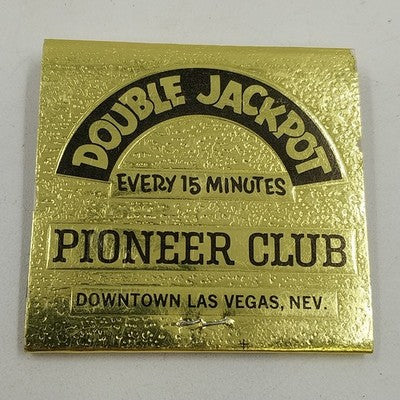 DOUBLE JACKPOT
EVERY 15 MINUTES
PIONEER CLUB
DOWNTOWN LAS VEGAS, NEV.